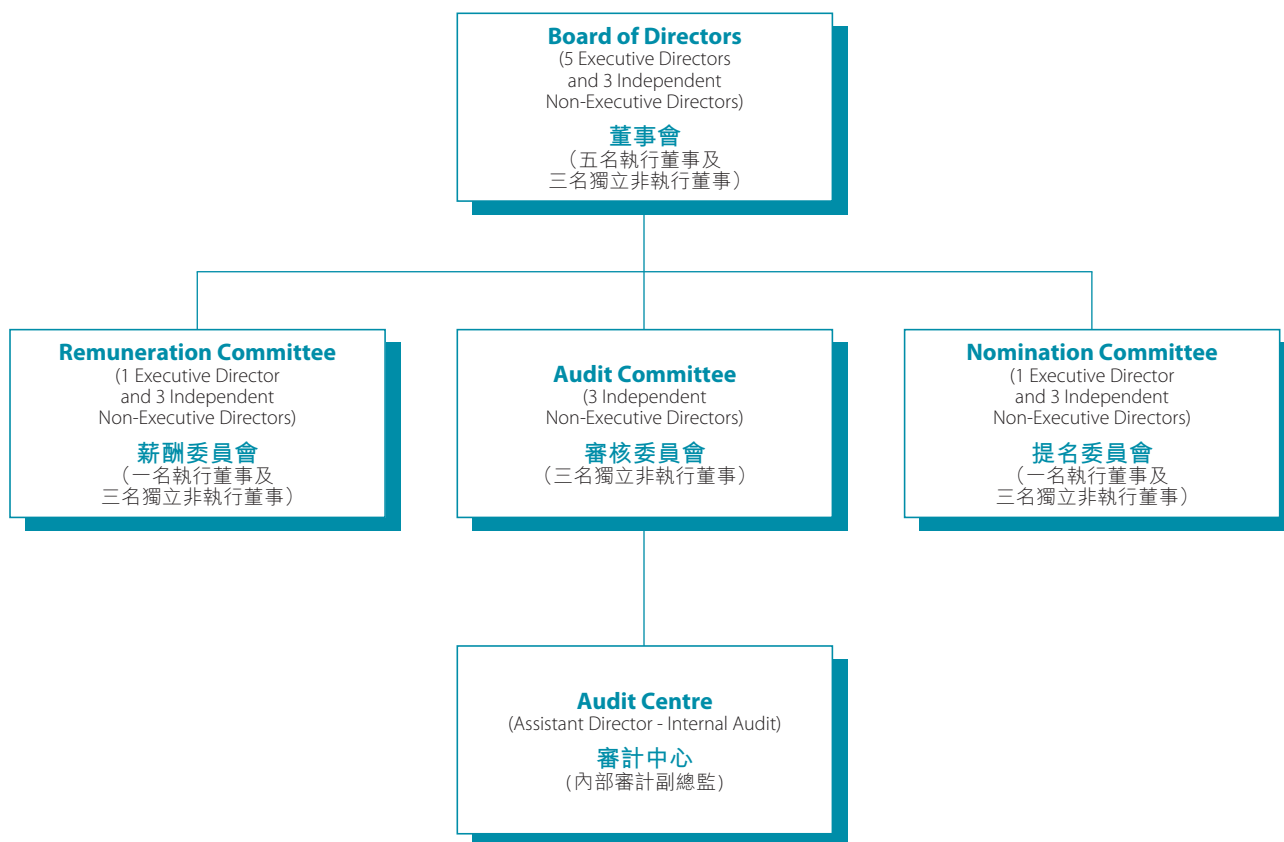 Board of Directors
(5 Executive Directors
and 3 Independent
Non-Executive Directors)
董事會
（五名執行董事及
三名獨立非執行董事）
Remuneration Committee
(1 Executive Director
and 3 Independent
Non-Executive Directors)
薪酬委員會
（一名執行董事及
三名獨立非執行董事）
Audit Committee
(3 Independent
Non-Executive Directors)
審核委員會
（三名獨立非執行董事）
Nomination Committee
(1 Executive Director
and 3 Independent
Non-Executive Directors)
提名委員會
（一名執行董事及
三名獨立非執行董事）
Audit Centre
(Assistant Director - Internal Audit)
審計中心
（內部審計副總監）